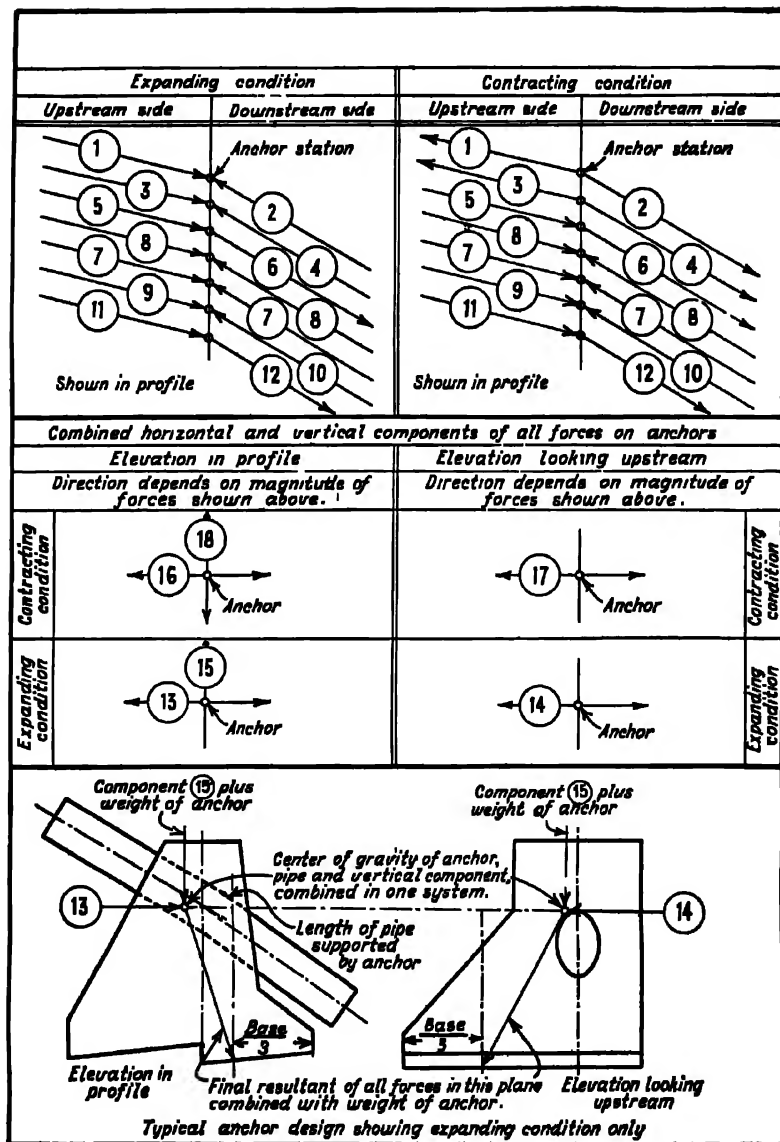 Expanding condition
Contracting condition
Upstream side
Downstream side
Upstream side
Downstream side
1
Anchor station
3
5
2
8
7
6
4
9
8
11
7
10
12
Shown in profile
1
Anchor station
3
5
2
8
7
6
4
9
8
11
7
10
12
Shown in profile
Combined horizontal and vertical components of all forces on anchors
Elevation in profile
Elevation looking upstream
Direction depends on magnitude of
forces shown above.
Direction depends on magnitude of
forces shown above.
Contracting
condition
18
16
Anchor
17
Anchor
Contracting
condition
Expanding
condition
15
13
Anchor
14
Anchor
Expanding
condition
Component 15 plus
weight of anchor
Component 15 plus
weight of anchor
Center of gravity of anchor,
pipe and vertical component,
combined in one system.
13
14
Length of pipe
supported
by anchor
Base
3
Base
3
Elevation in
profile
Final resultant of all forces in this plane
combined with weight of anchor.
Elevation looking
upstream
Typical anchor design showing expanding condition only